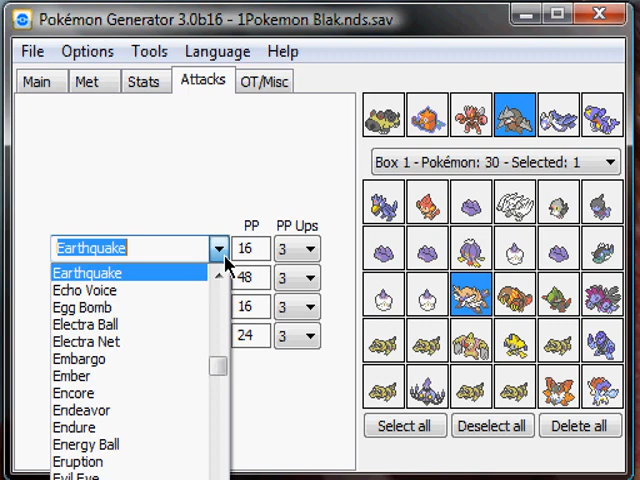 Pokémon Generator 3.0b16 - 1Pokemon Blak.nds.sav
File Options Tools Language Help
Main Met Stats Attacks OT/Misc
Box 1 - Pokémon: 30 - Selected: 1
PP PP Ups
Earthquake 16 3
48 3
16 3
24 3
Earthquake
Echo Voice
Egg Bomb
Electra Ball
Electra Net
Embargo
Ember
Encore
Endeavor
Endure
Energy Ball
Eruption
Evil Eye
Select all Deselect all Delete all